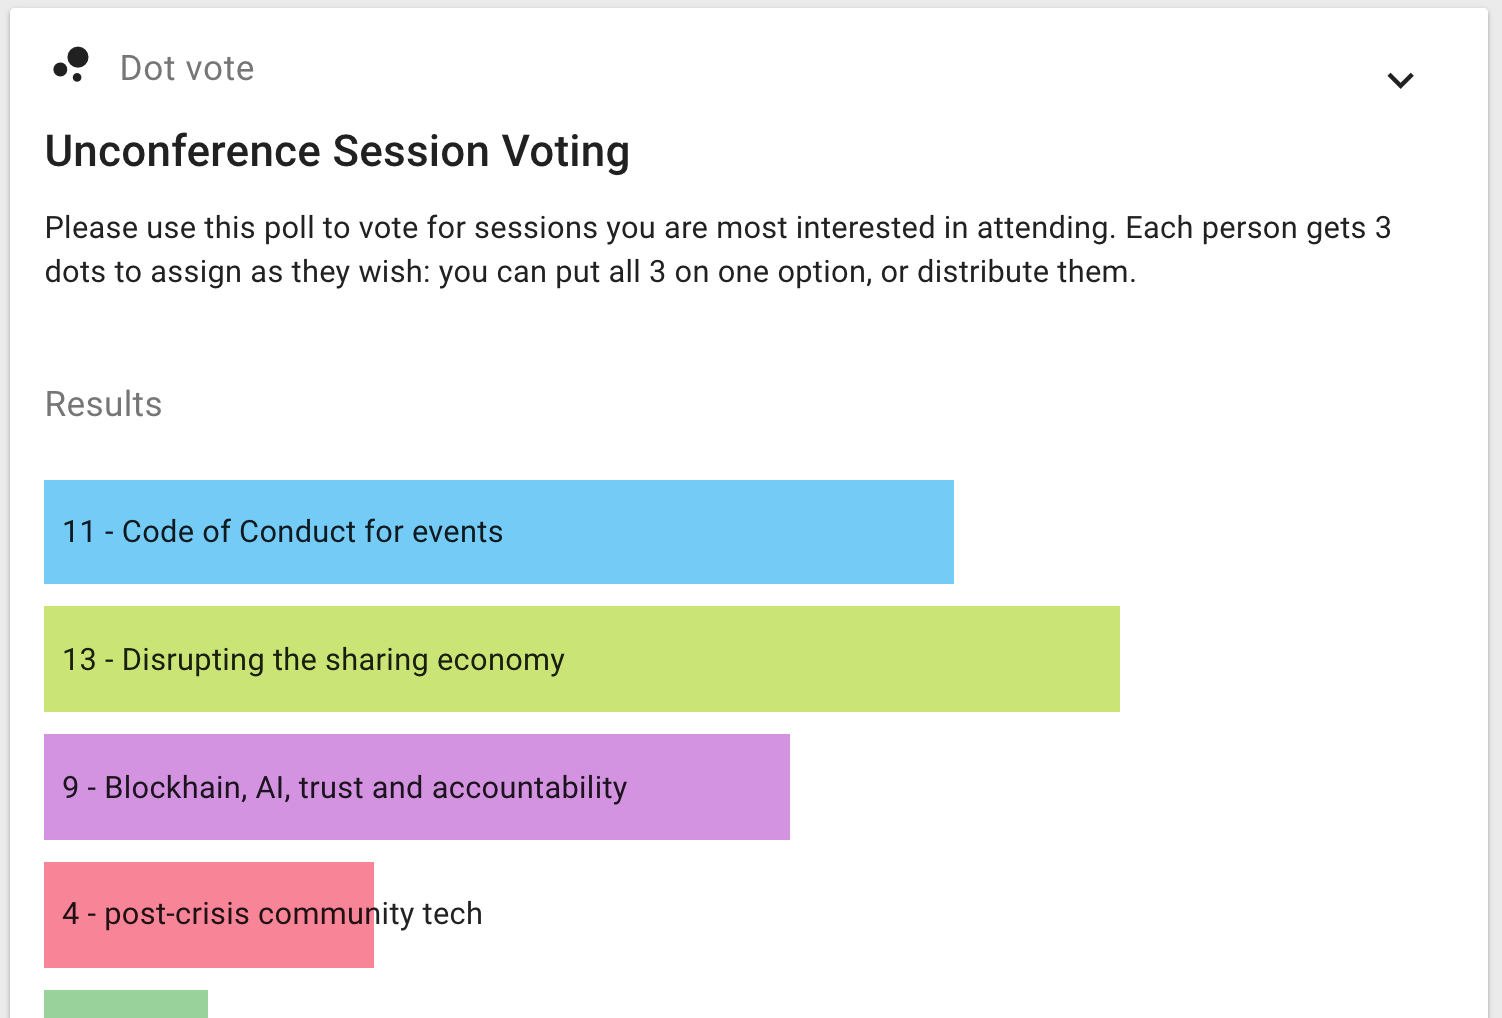 Dot vote
Unconference Session Voting
Please use this poll to vote for sessions you are most interested in attending. Each person gets 3
dots to assign as they wish: you can put all 3 on one option, or distribute them.
Results
11 - Code of Conduct for events
13 - Disrupting the sharing economy
9 - Blockhain, AI, trust and accountability
4 - post-crisis community tech